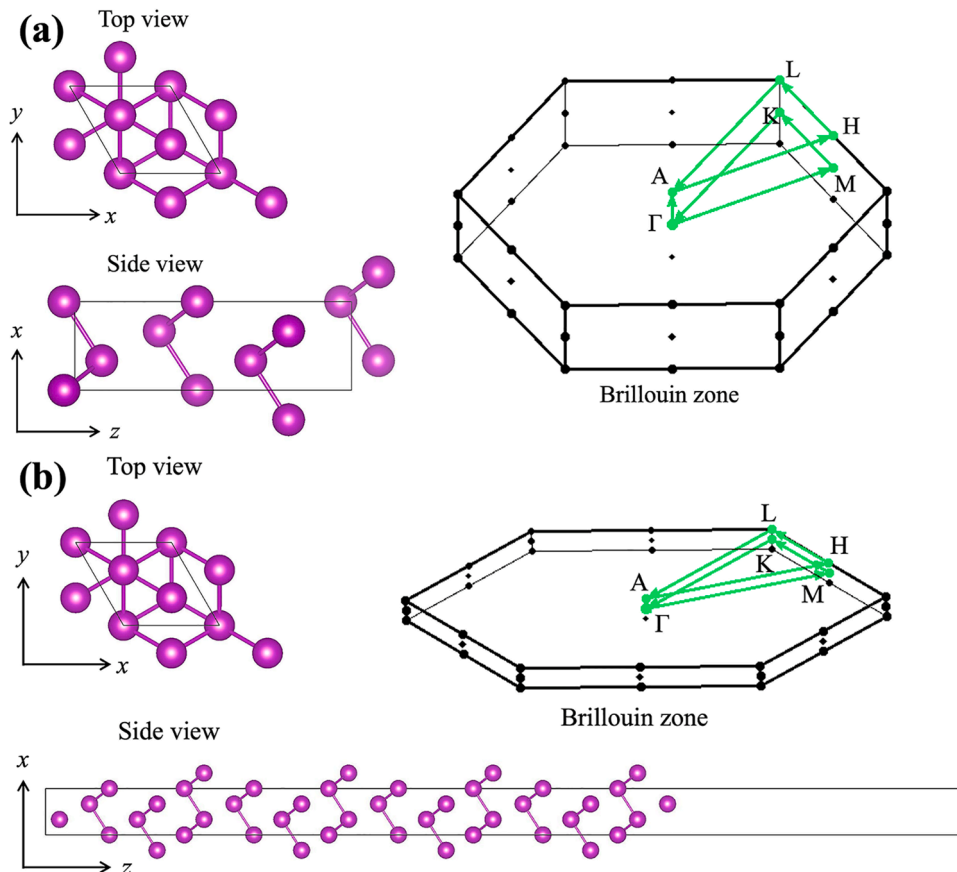 (a)
Top view
y
x
Side view
x
z
L
K
H
A
M
Γ
Brillouin zone
(b)
Top view
y
x
L
H
K
A
M
Γ
Brillouin zone
Side view
x
z